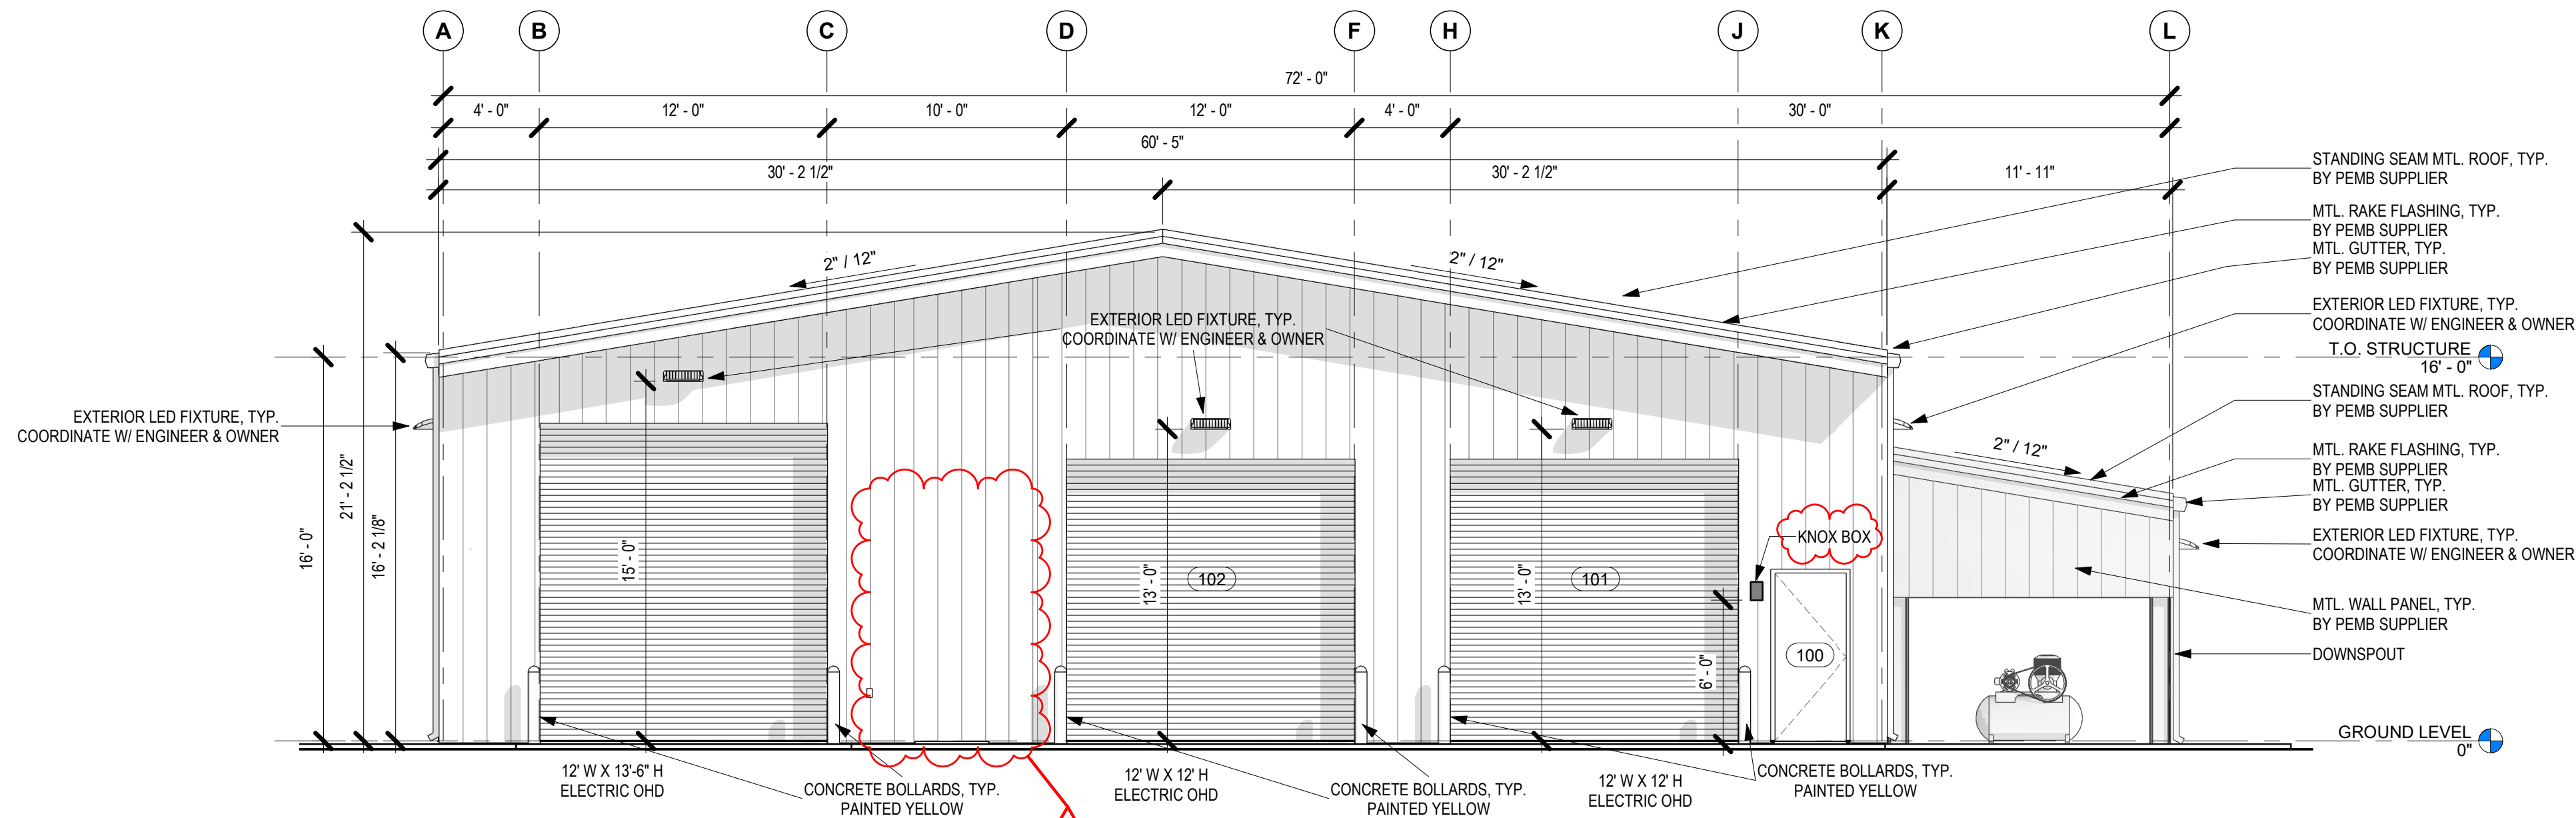 A B C D F H J K L
72' - 0"
4' - 0" 12' - 0" 10' - 0" 12' - 0" 4' - 0" 30' - 0"
60' - 5"
30' - 2 1/2" 30' - 2 1/2" 11' - 11"
STANDING SEAM MTL. ROOF, TYP.
BY PEMB SUPPLIER
MTL. RAKE FLASHING, TYP.
BY PEMB SUPPLIER
MTL. GUTTER, TYP.
BY PEMB SUPPLIER
2" / 12"
2" / 12"
EXTERIOR LED FIXTURE, TYP.
COORDINATE W/ ENGINEER & OWNER
EXTERIOR LED FIXTURE, TYP.
COORDINATE W/ ENGINEER & OWNER
T.O. STRUCTURE
16' - 0"
STANDING SEAM MTL. ROOF, TYP.
BY PEMB SUPPLIER
EXTERIOR LED FIXTURE, TYP.
COORDINATE W/ ENGINEER & OWNER
2" / 12"
MTL. RAKE FLASHING, TYP.
BY PEMB SUPPLIER
MTL. GUTTER, TYP.
BY PEMB SUPPLIER
16' - 0"
21' - 2 1/2"
16' - 2 1/8"
15' - 0"
13' - 0"
102
13' - 0"
101
KNOX BOX
EXTERIOR LED FIXTURE, TYP.
COORDINATE W/ ENGINEER & OWNER
MTL. WALL PANEL, TYP.
BY PEMB SUPPLIER
6' - 0"
100
DOWNSPOUT
GROUND LEVEL
0"
12' W X 13'-6" H
ELECTRIC OHD
CONCRETE BOLLARDS, TYP.
PAINTED YELLOW
12' W X 12' H
ELECTRIC OHD
CONCRETE BOLLARDS, TYP.
PAINTED YELLOW
12' W X 12' H
ELECTRIC OHD
CONCRETE BOLLARDS, TYP.
PAINTED YELLOW